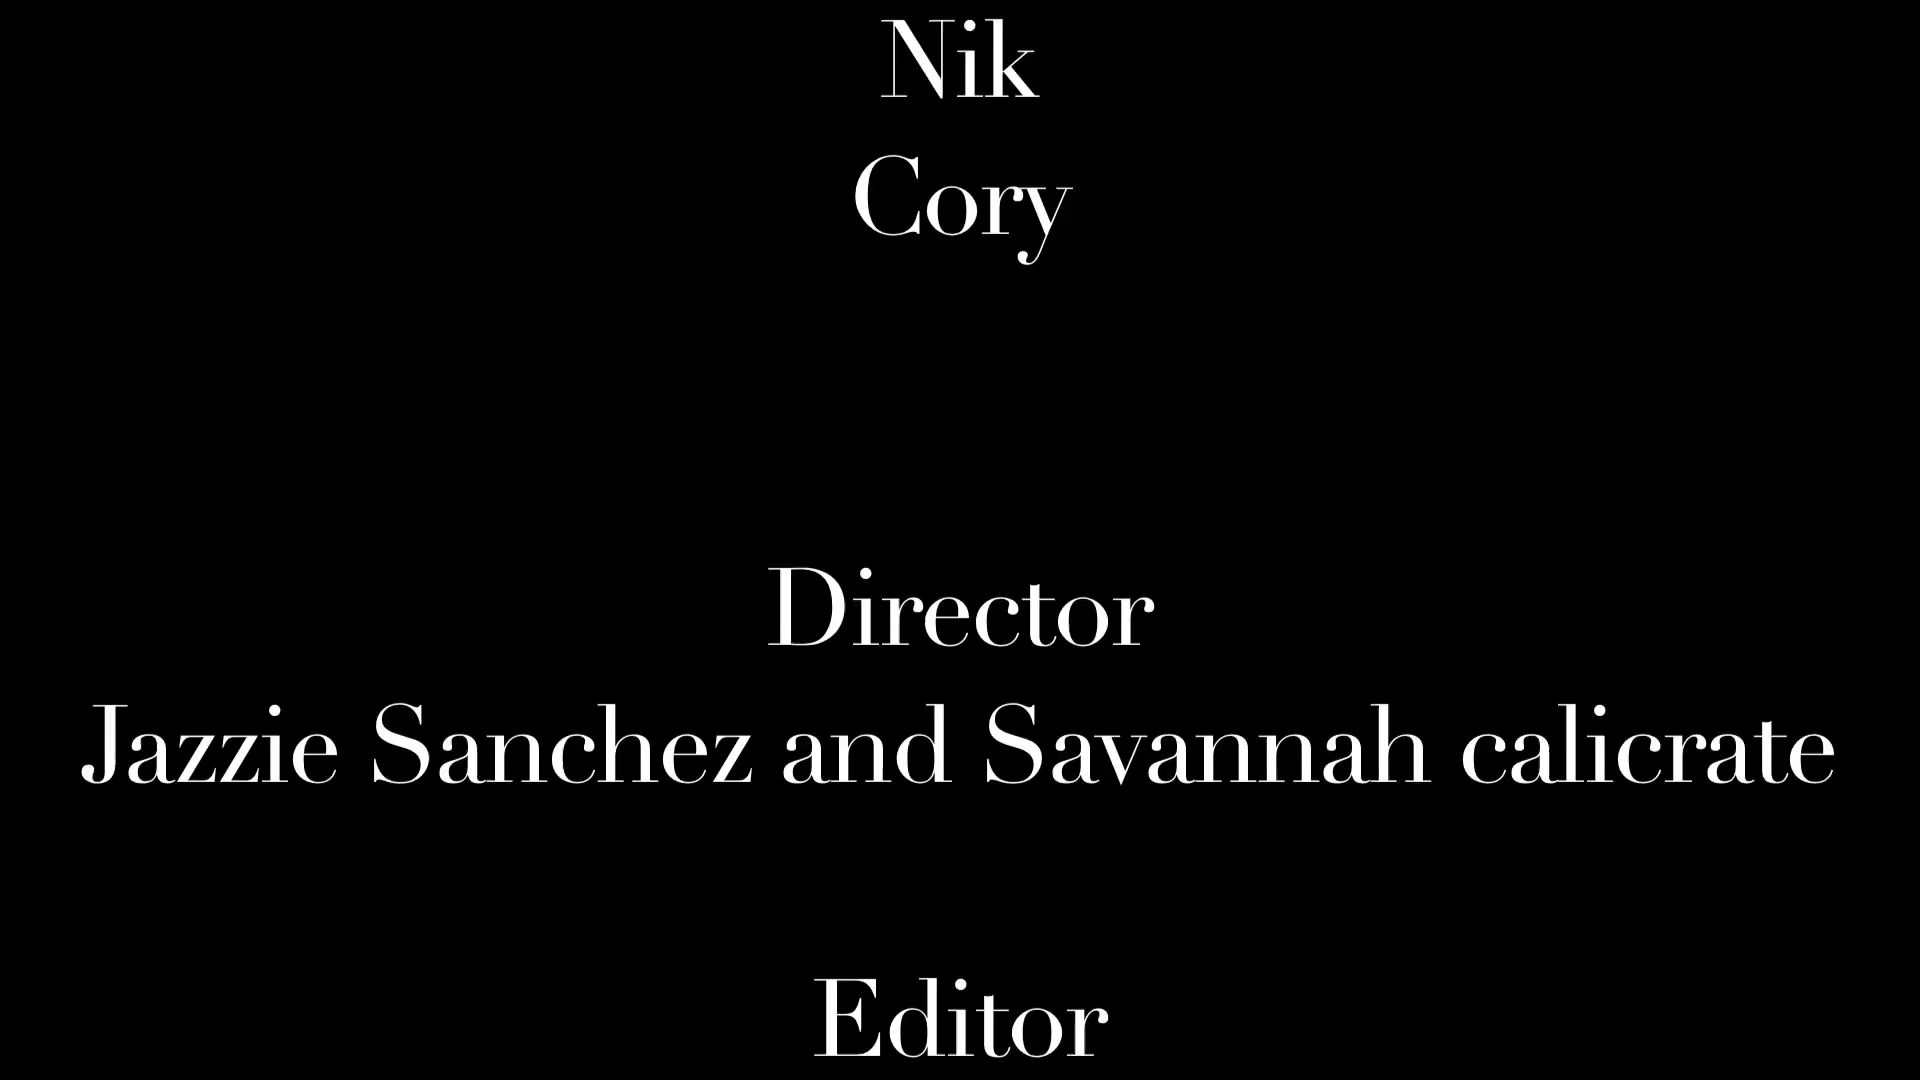 Nik
Cory
Director
Jazzie Sanchez and Savannah calicrate
Editor